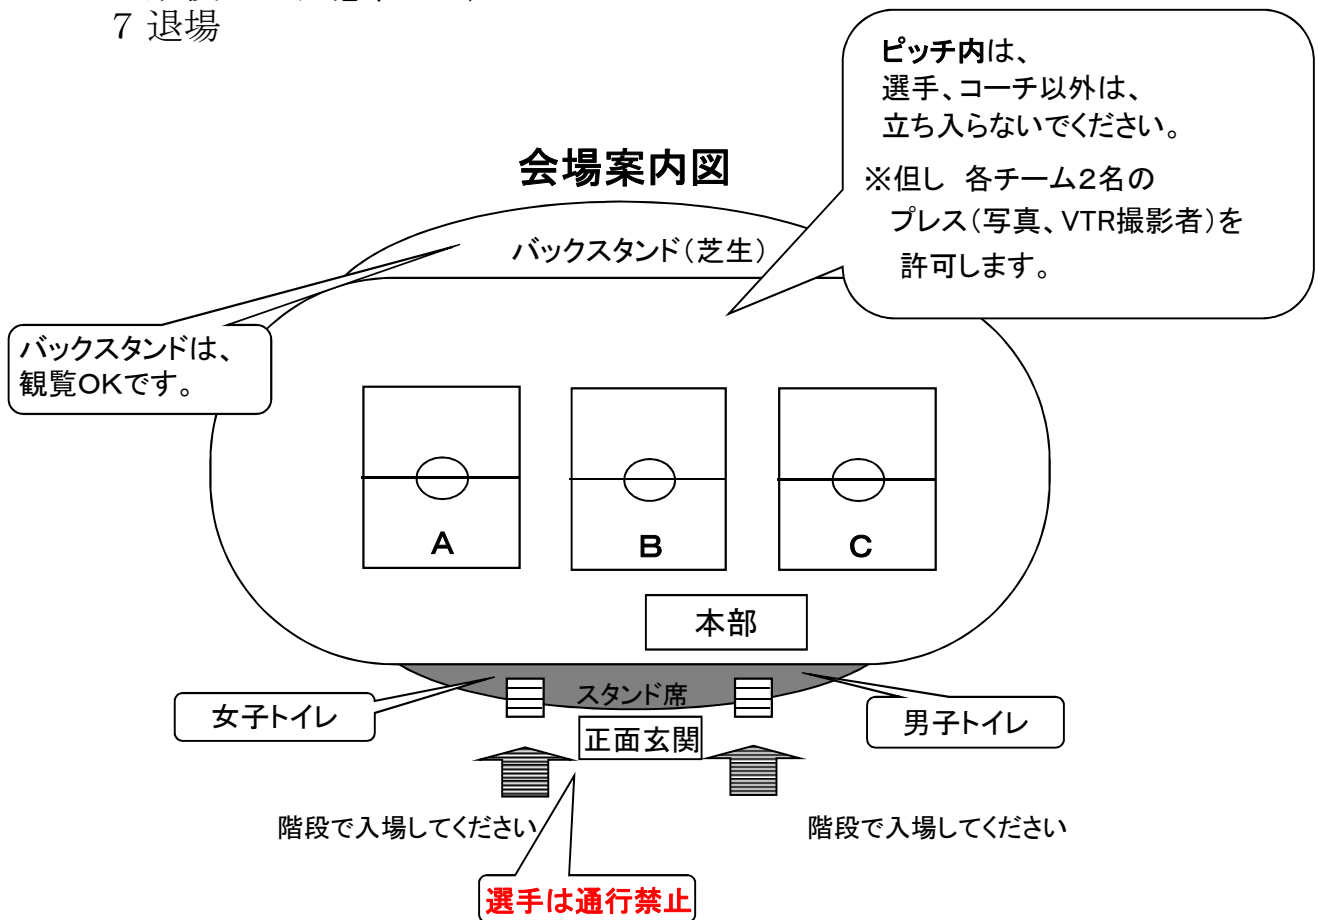 7 退場
ピッチ内は、
選手、コーチ以外は、
立ち入らないでください。
※但し 各チーム2名の
プレス(写真、VTR撮影者)を
許可します。
会場案内図
バックスタンド(芝生)
バックスタンドは、
観覧OKです。
A
B
C
本部
スタンド席
女子トイレ
男子トイレ
正面玄関
階段で入場してください
階段で入場してください
選手は通行禁止